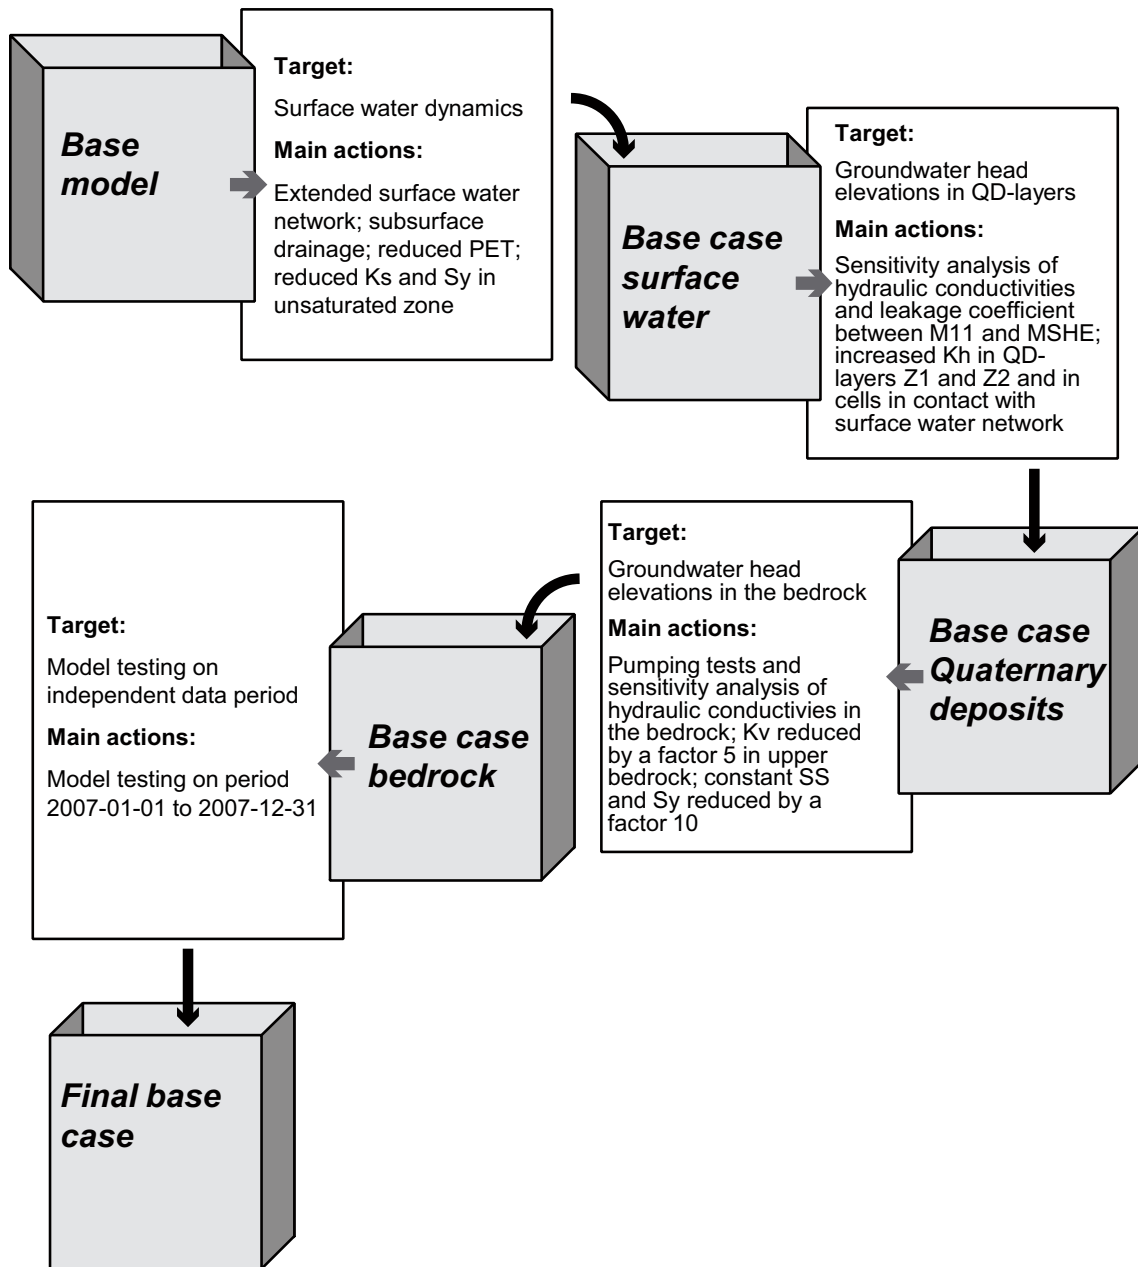 Base
model
Target:
Surface water dynamics
Main actions:
Extended surface water
network; subsurface
drainage; reduced PET;
reduced Ks and Sy in
unsaturated zone
Base case
surface
water
Target:
Groundwater head
elevations in QD-layers
Main actions:
Sensitivity analysis of
hydraulic conductivities
and leakage coefficient
between M11 and MSHE;
increased Kh in QD-
layers Z1 and Z2 and in
cells in contact with
surface water network
Base case
Quaternary
deposits
Target:
Groundwater head
elevations in the bedrock
Main actions:
Pumping tests and
sensitivity analysis of
hydraulic conductivies in
the bedrock; Kv reduced
by a factor 5 in upper
bedrock; constant SS
and Sy reduced by a
factor 10
Base case
bedrock
Target:
Model testing on
independent data period
Main actions:
Model testing on period
2007-01-01 to 2007-12-31
Final base
case